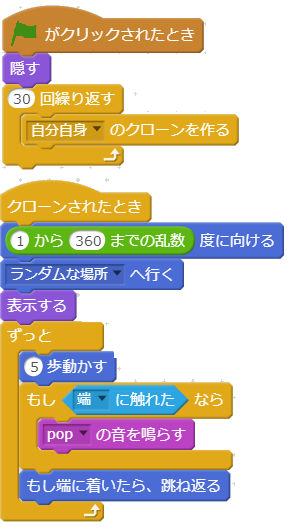 がクリックされたとき
隠す
30 回繰り返す
自分自身 のクローンを作る
クローンされたとき
1 から 360 までの乱数 度に向ける
ランダムな場所 へ行く
表示する
ずっと
5 歩動かす
もし 端 に触れた なら
pop の音を鳴らす
もし端に着いたら、跳ね返る